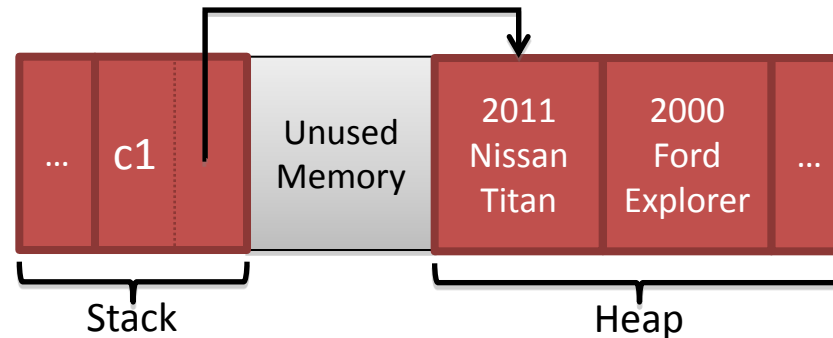 ...
c1
Unused
Memory
2011
Nissan
Titan
2000
Ford
Explorer
...
Stack
Heap